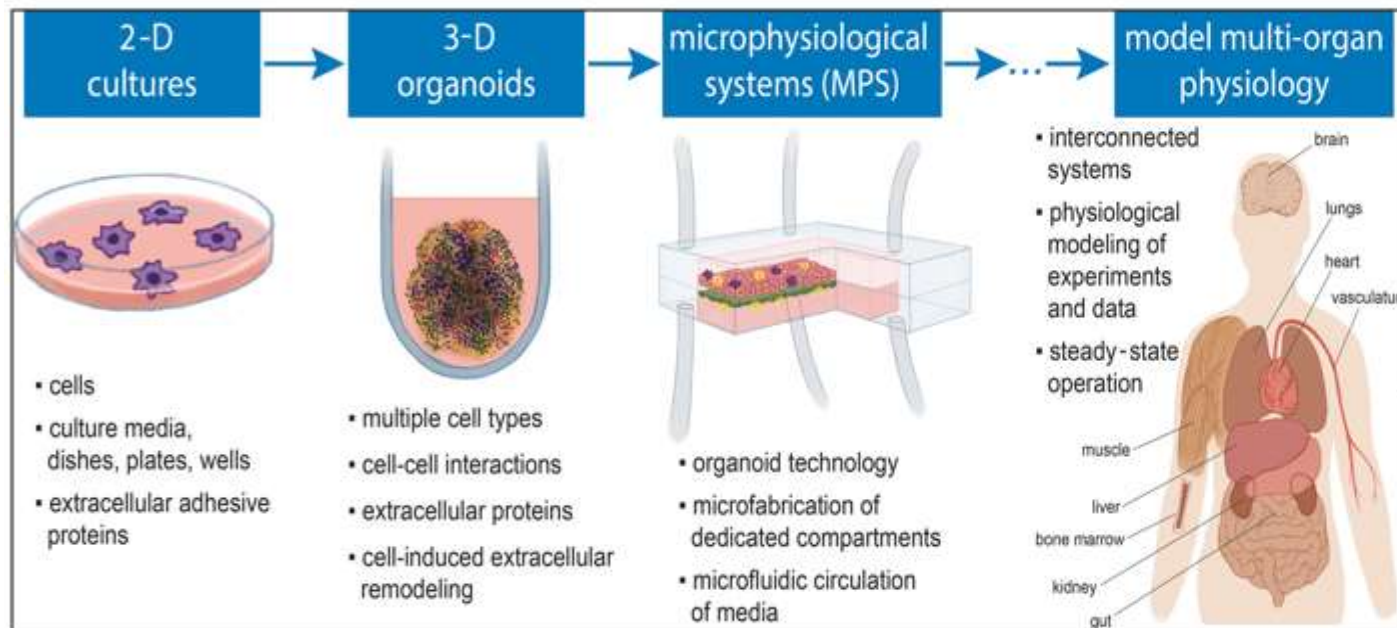 2-D
cultures
3-D
organoids
microphysiological
systems (MPS)
...
model multi-organ
physiology
▪ cells
▪ culture media,
dishes, plates, wells
▪ extracellular adhesive
proteins
▪ multiple cell types
▪ cell-cell interactions
▪ extracellular proteins
▪ cell-induced extracellular
remodeling
▪ organoid technology
▪ microfabrication of
dedicated compartments
▪ microfluidic circulation
of media
▪ interconnected
systems
▪ physiological
modeling of
experiments
and data
▪ steady-state
operation
brain
lungs
heart
vasculatur
muscle
liver
bone marrow
kidney
gut